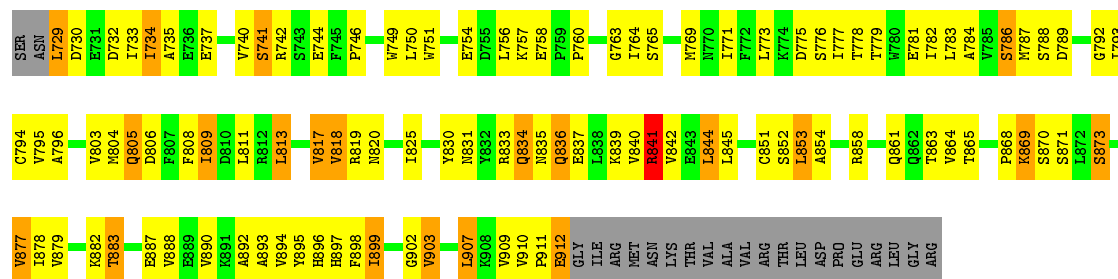 SER ASN L729 D730 E731 D732 I733 I734 A735 E736 E737 V740 S741 R742 S743 E744 F745 P746 W749 L750 W751 E754 D755 L756 K757 E758 P759 P760 G763 I764 S765 M769 N770 I771 F772 L773 K774 D775 S776 I777 T778 T779 W780 E781 I782 L783 A784 V785 S786 M787 S788 D789 G792
C794 V795 A796 V803 M804 Q805 D806 F807 F808 I809 D810 L811 R812 L813 V817 V818 R819 N820 I825 Y830 N831 Y832 R833 Q834 N835 Q836 E837 L838 K839 V840 R841 V842 E843 L844 L845 C851 S852 L853 A854 R858 Q861 Q862 T863 V864 T865 P868 K869 S870 S871 L872 S873
V877 I878 V879 K882 T883 E887 V888 E889 V890 K891 A892 A893 V894 Y895 H896 H897 F898 I899 G902 V903 L907 K908 V909 V910 P911 E912 GLY ILE ARG MET ASN LYS THR VAL ALA VAL ARG THR LEU ASP PRO GLU ARG LEU GLY ARG